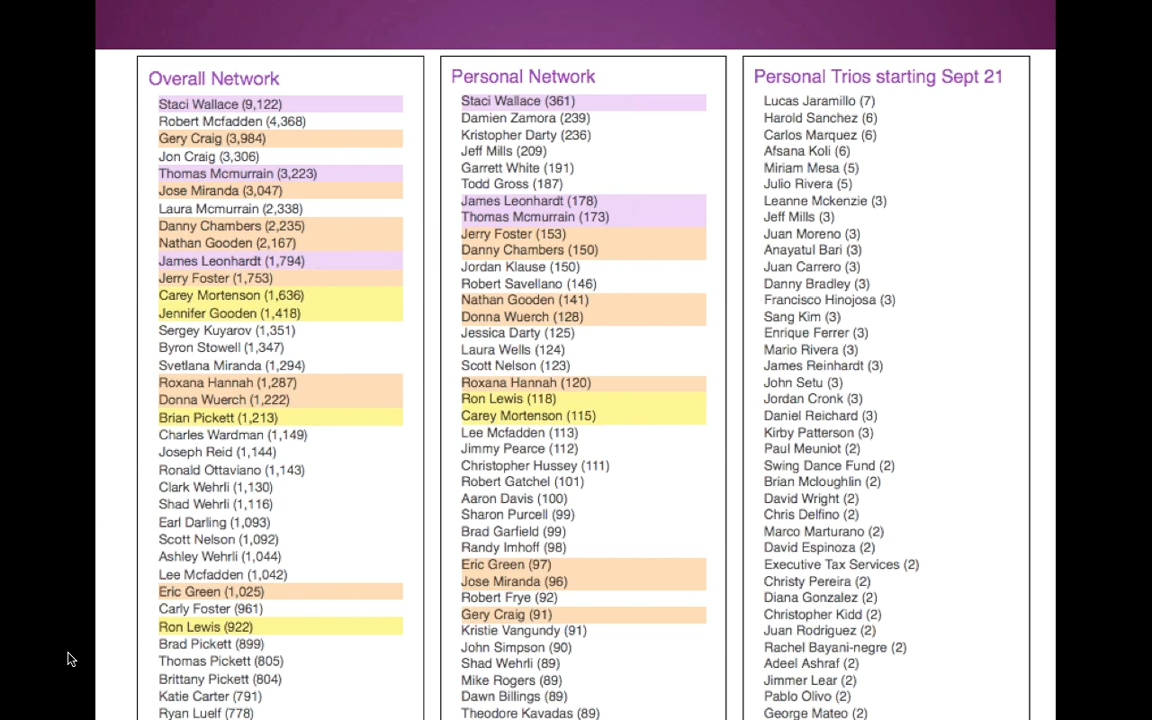 Overall Network
Staci Wallace (9,122)
Robert Mcfadden (4,368)
Gery Craig (3,984)
Jon Craig (3,306)
Thomas Mcmurrain (3,223)
Jose Miranda (3,047)
Laura Mcmurrain (2,338)
Danny Chambers (2,235)
Nathan Gooden (2,167)
James Leonhardt (1,794)
Jerry Foster (1,753)
Carey Mortenson (1,636)
Jennifer Gooden (1,418)
Sergey Kuyarov (1,351)
Byron Stowell (1,347)
Svetlana Miranda (1,294)
Roxana Hannah (1,287)
Donna Wuerch (1,222)
Brian Pickett (1,213)
Charles Wardman (1,149)
Joseph Reid (1,144)
Ronald Ottaviano (1,143)
Clark Wehrli (1,130)
Shad Wehrli (1,116)
Earl Darling (1,093)
Scott Nelson (1,092)
Ashley Wehrli (1,044)
Lee Mcfadden (1,042)
Eric Green (1,025)
Carly Foster (961)
Ron Lewis (922)
Brad Pickett (899)
Thomas Pickett (805)
Brittany Pickett (804)
Katie Carter (791)
Ryan Luelf (778)
Personal Network
Staci Wallace (361)
Damien Zamora (239)
Kristopher Darty (236)
Jeff Mills (209)
Garrett White (191)
Todd Gross (187)
James Leonhardt (178)
Thomas Mcmurrain (173)
Jerry Foster (153)
Danny Chambers (150)
Jordan Klause (150)
Robert Savellano (146)
Nathan Gooden (141)
Donna Wuerch (128)
Jessica Darty (125)
Laura Wells (124)
Scott Nelson (123)
Roxana Hannah (120)
Ron Lewis (118)
Carey Mortenson (115)
Lee Mcfadden (113)
Jimmy Pearce (112)
Christopher Hussey (111)
Robert Gatchel (101)
Aaron Davis (100)
Sharon Purcell (99)
Brad Garfield (99)
Randy Imhoff (98)
Eric Green (97)
Jose Miranda (96)
Robert Frye (92)
Gery Craig (91)
Kristie Vangundy (91)
John Simpson (90)
Shad Wehrli (89)
Mike Rogers (89)
Dawn Billings (89)
Theodore Kavadas (89)
Personal Trios starting Sept 21
Lucas Jaramillo (7)
Harold Sanchez (6)
Carlos Marquez (6)
Afsana Koli (6)
Miriam Mesa (5)
Julio Rivera (5)
Leanne Mckenzie (3)
Jeff Mills (3)
Juan Moreno (3)
Anayatul Bari (3)
Juan Carrero (3)
Danny Bradley (3)
Francisco Hinojosa (3)
Sang Kim (3)
Enrique Ferrer (3)
Mario Rivera (3)
James Reinhardt (3)
John Setu (3)
Jordan Cronk (3)
Daniel Reichard (3)
Kirby Patterson (3)
Paul Meuniot (2)
Swing Dance Fund (2)
Brian Mcloughlin (2)
David Wright (2)
Chris Delfino (2)
Marco Marturano (2)
David Espinoza (2)
Executive Tax Services (2)
Christy Pereira (2)
Diana Gonzalez (2)
Christopher Kidd (2)
Juan Rodriguez (2)
Rachel Bayani-negre (2)
Adeel Ashraf (2)
Jimmer Lear (2)
Pablo Olivo (2)
George Mateo (2)